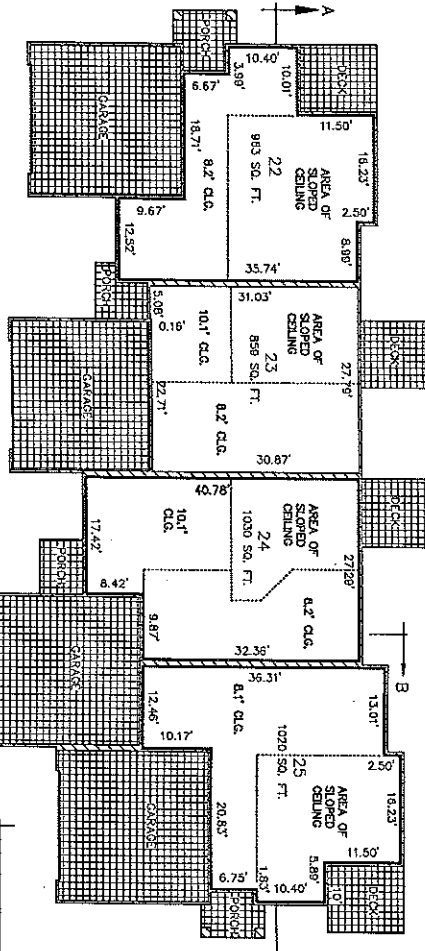 A
PORCH
10.40'
10.01'
DECK
3.98'
6.67'
11.50'
GARAGE
18.71'
8.2' CLG.
22
963 SQ. FT.
AREA OF
SLOPED
CEILING
16.23'
2.50'
9.67'
12.52'
35.74'
8.98'
PORCH
5.08'
0.16'
10.1' CLG.
31.03'
23
859 SQ. FT.
AREA OF
SLOPED
CEILING
27.79'
DECK
GARAGE
22.71'
8.2' CLG.
30.87'
40.78'
DECK
17.42'
10.1'
CLG.
24
1030 SQ. FT.
AREA OF
SLOPED
CEILING
27.29'
PORCH
8.42'
8.2' CLG.
9.87'
32.36'
B
GARAGE
12.46'
36.31'
8.1' CLG.
13.01'
10.17'
25
1020 SQ. FT.
AREA OF
SLOPED
CEILING
2.50'
16.23'
GARAGE
20.83'
11.50'
6.75'
1.83'
10.40'
5.89'
DECK
PORCH